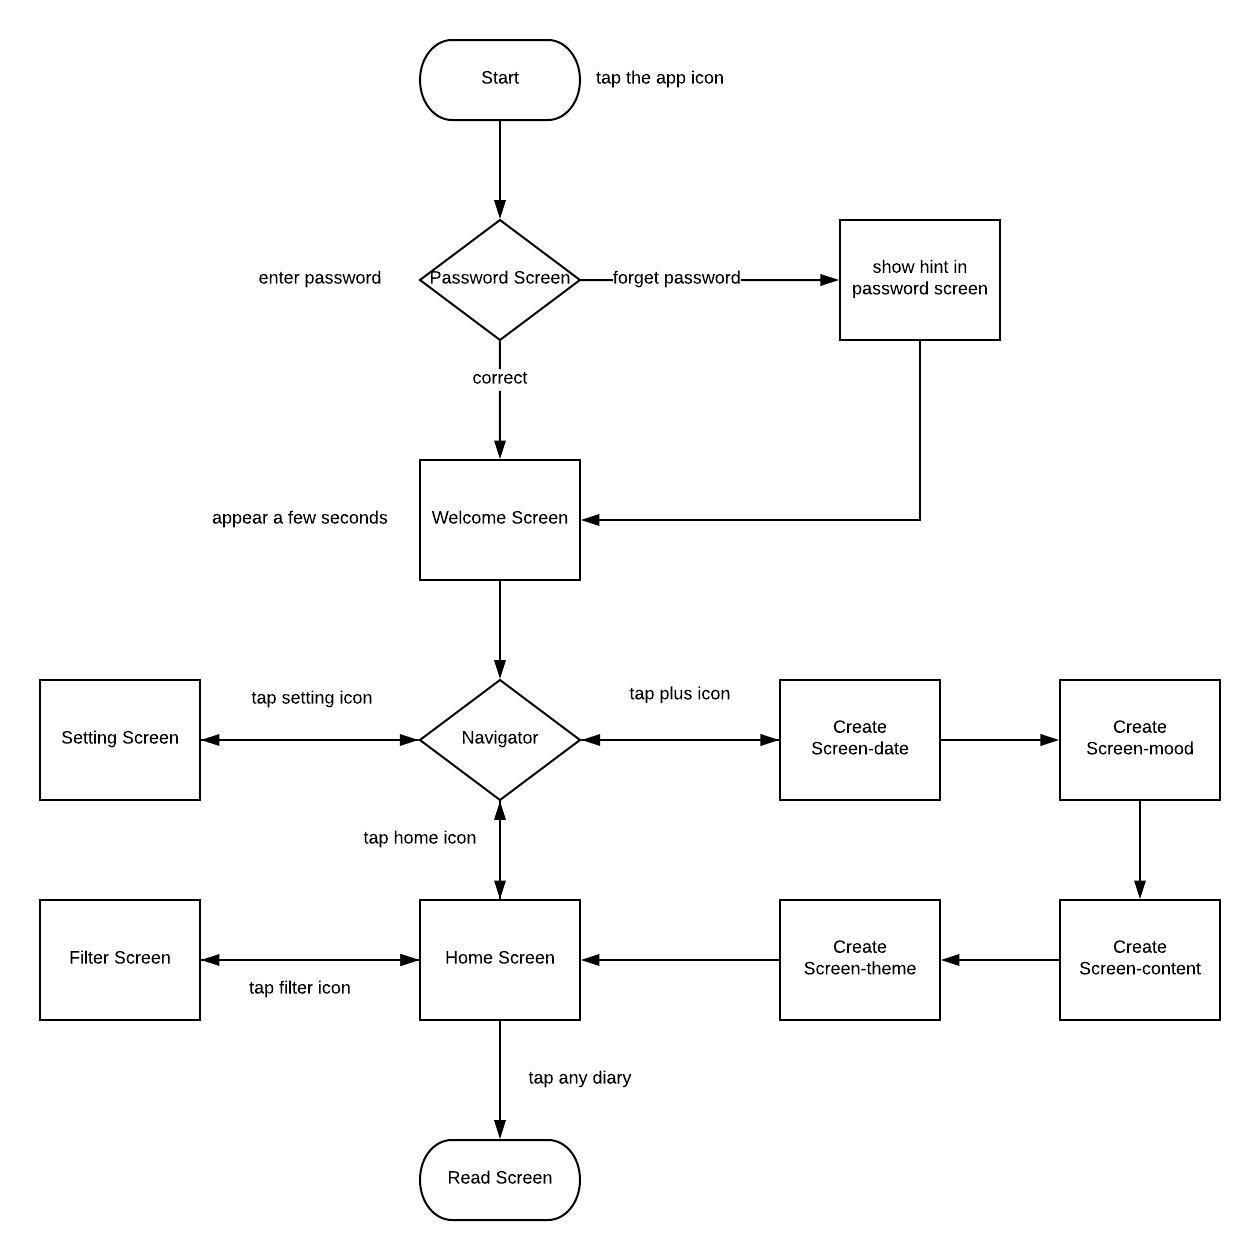 Start
tap the app icon
enter password
Password Screen
forget password
show hint in
password screen
correct
appear a few seconds
Welcome Screen
tap setting icon
tap plus icon
Setting Screen
Navigator
Create
Screen-date
Create
Screen-mood
tap home icon
Filter Screen
Home Screen
Create
Screen-theme
Create
Screen-content
tap filter icon
tap any diary
Read Screen